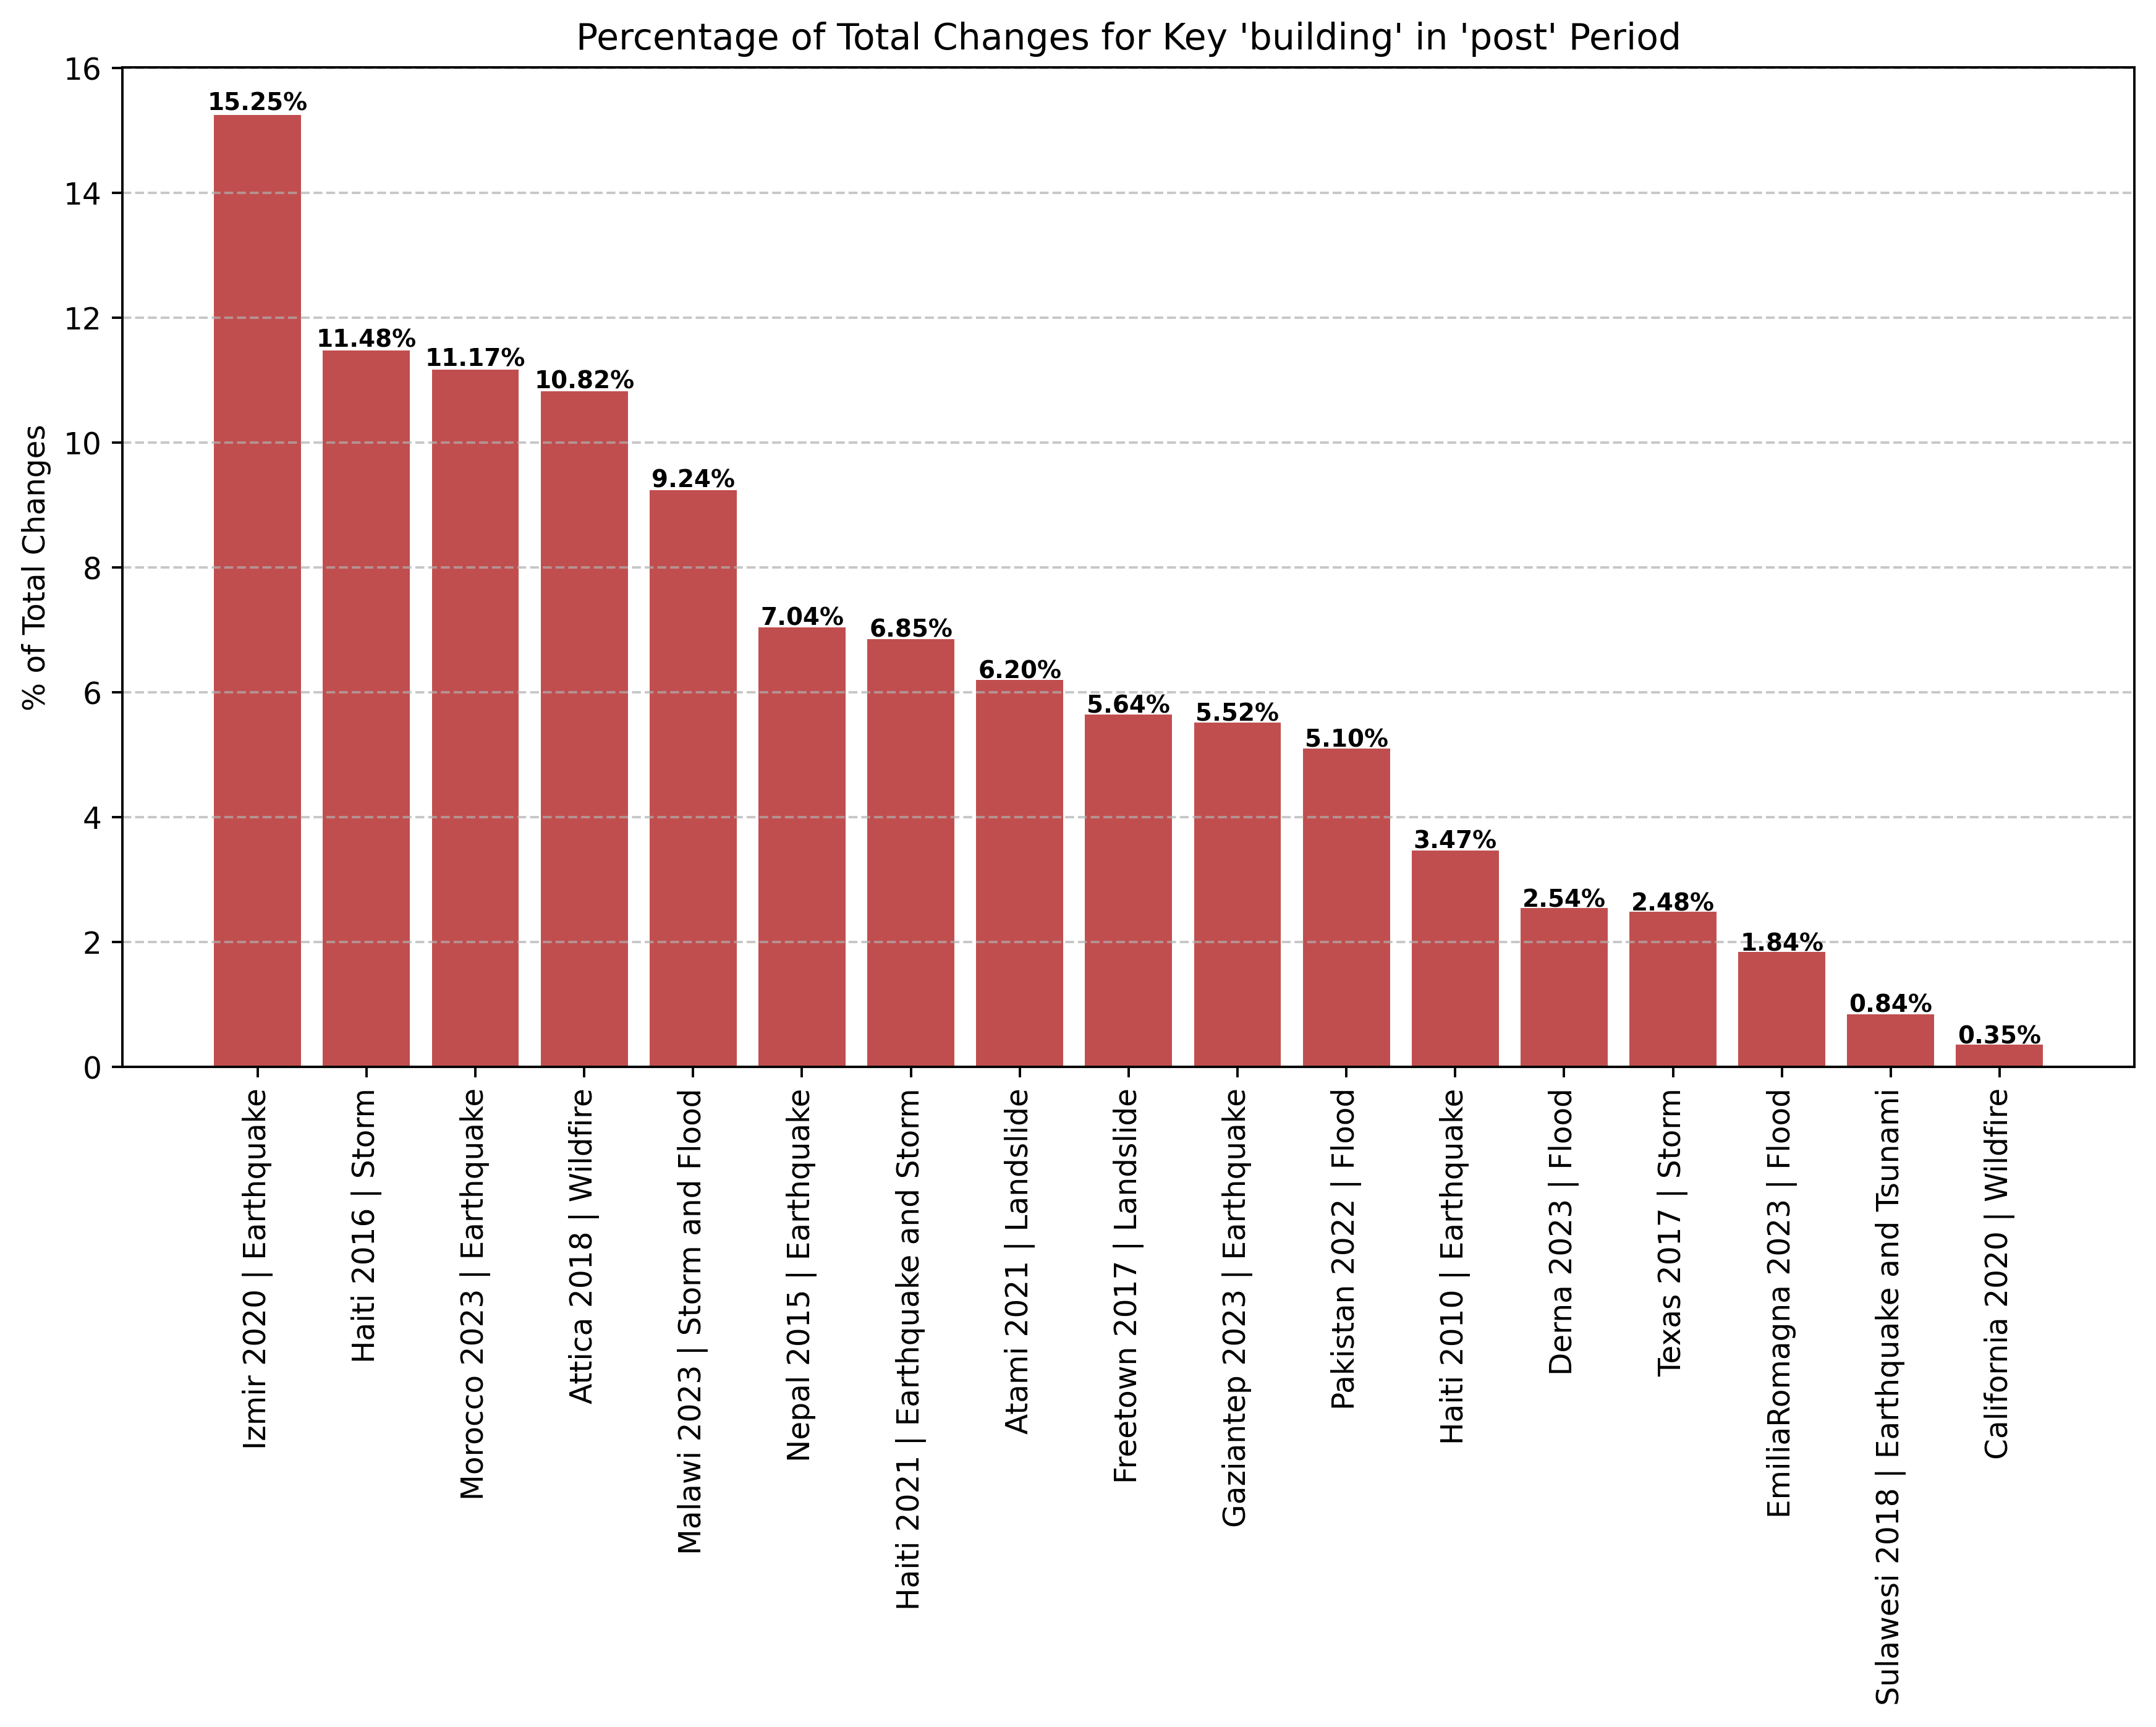 Percentage of Total Changes for Key 'building' in 'post' Period
% of Total Changes
16
14
12
10
8
6
4
2
0
15.25%
11.48%
11.17%
10.82%
9.24%
7.04%
6.85%
6.20%
5.64%
5.52%
5.10%
3.47%
2.54%
2.48%
1.84%
0.84%
0.35%
Izmir 2020 | Earthquake
Haiti 2016 | Storm
Morocco 2023 | Earthquake
Attica 2018 | Wildfire
Malawi 2023 | Storm and Flood
Nepal 2015 | Earthquake
Haiti 2021 | Earthquake and Storm
Atami 2021 | Landslide
Freetown 2017 | Landslide
Gaziantep 2023 | Earthquake
Pakistan 2022 | Flood
Haiti 2010 | Earthquake
Derna 2023 | Flood
Texas 2017 | Storm
EmiliaRomagna 2023 | Flood
Sulawesi 2018 | Earthquake and Tsunami
California 2020 | Wildfire